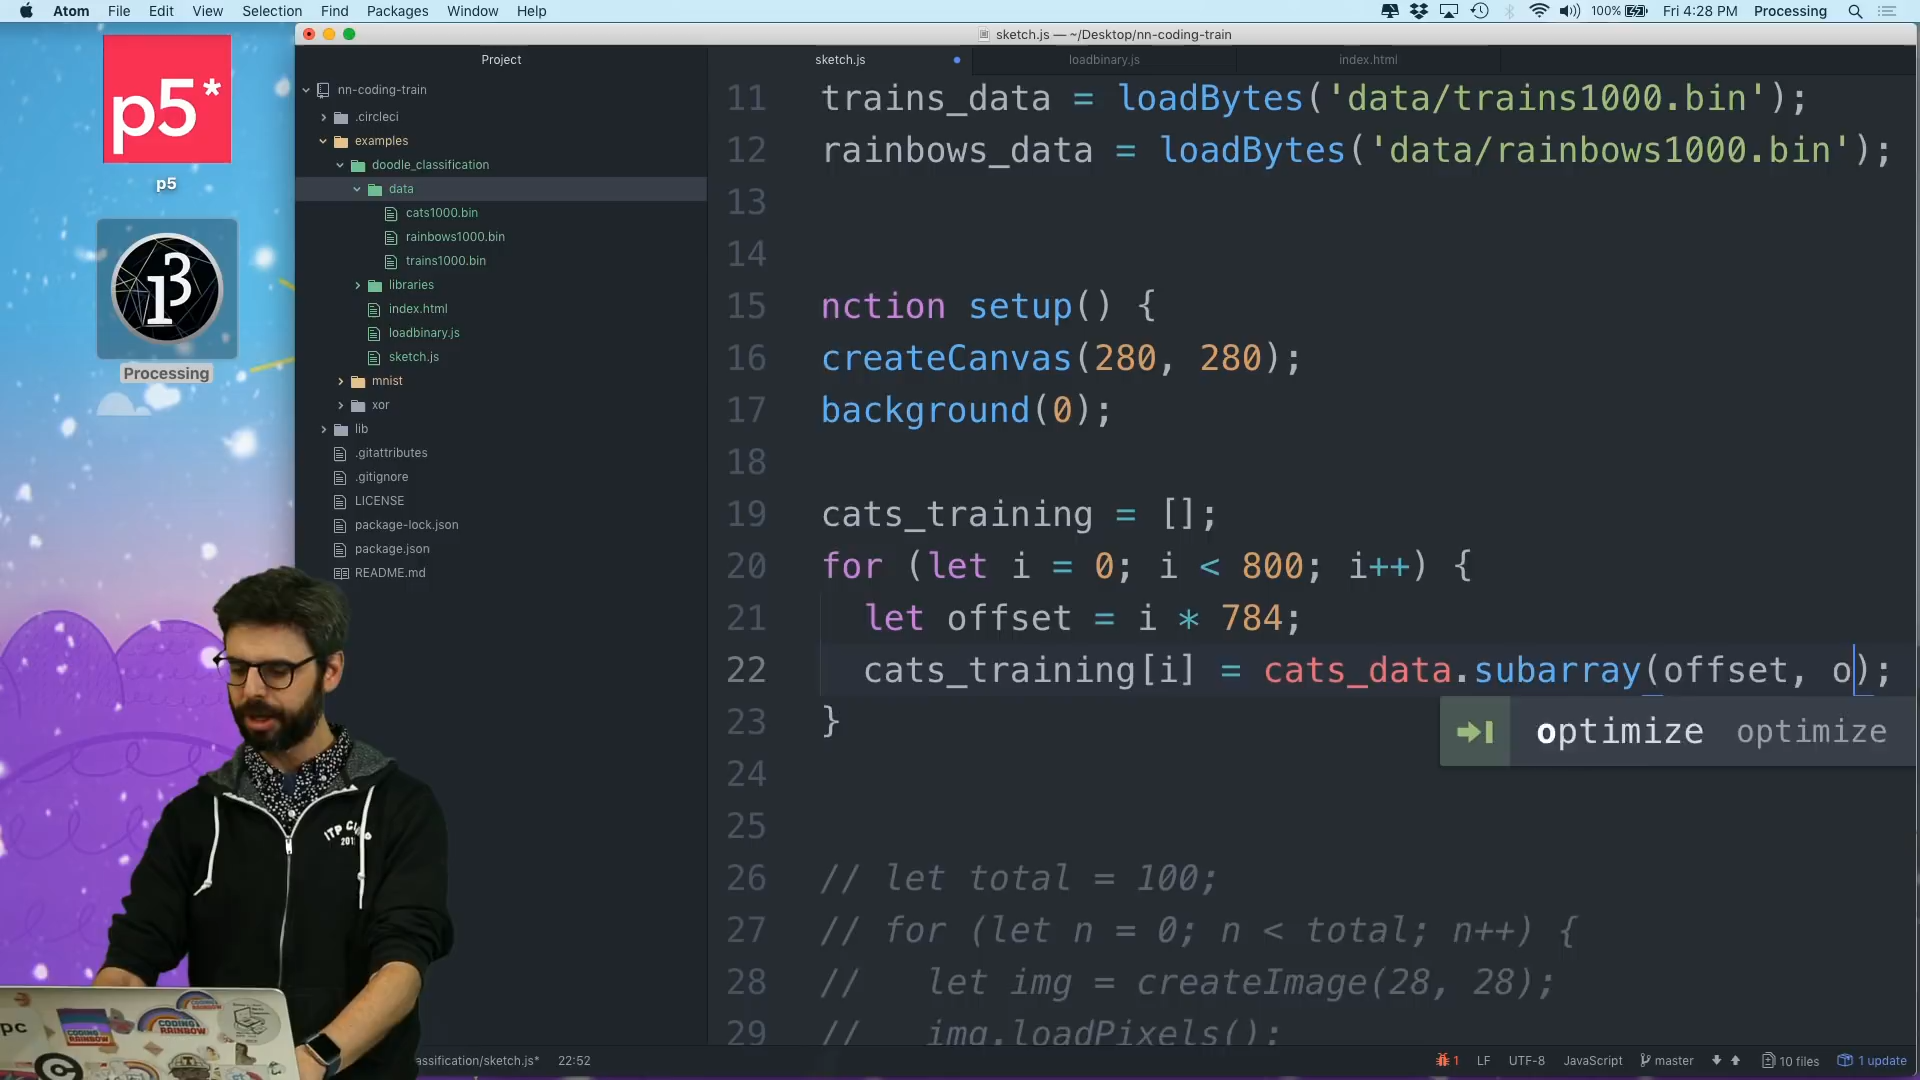 Atom File Edit View Selection Find Packages Window Help
100% Fri 4:28 PM Processing
sketch.js — ~/Desktop/nn-coding-train
p5*
p5
Processing
Project
nn-coding-train
.circleci
examples
doodle_classification
data
cats1000.bin
rainbows1000.bin
trains1000.bin
libraries
index.html
loadbinary.js
sketch.js
mnist
xor
lib
.gitattributes
.gitignore
LICENSE
package-lock.json
package.json
README.md
sketch.js loadbinary.js index.html
11 trains_data = loadBytes('data/trains1000.bin');
12 rainbows_data = loadBytes('data/rainbows1000.bin');
13
14
15 nction setup() {
16 createCanvas(280, 280);
17 background(0);
18
19 cats_training = [];
20 for (let i = 0; i < 800; i++) {
21 let offset = i * 784;
22 cats_training[i] = cats_data.subarray(offset, o);
optimize optimize
23 }
24
25
26 // let total = 100;
27 // for (let n = 0; n < total; n++) {
28 // let img = createImage(28, 28);
29 // img.loadPixels();
assification/sketch.js* 22:52
1 LF UTF-8 JavaScript master 10 files 1 update
ITP C
pc
CODING
RAINBOW